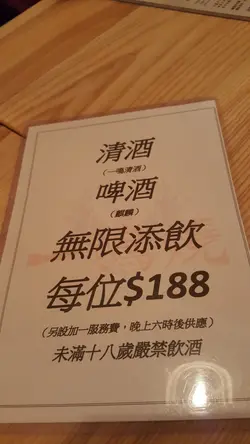 清酒
(一鳴清酒)
啤酒
(麒麟)
無限添飲
每位$188
(另設加一服務費，晚上六時後供應)
未滿十八歲嚴禁飲酒